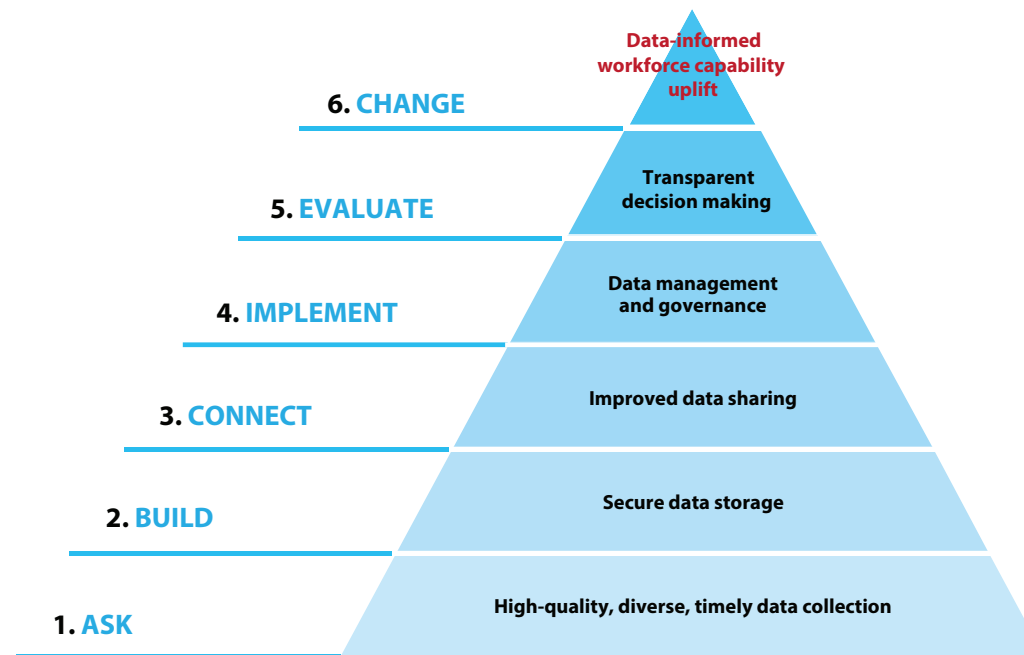 Data-informed
workforce capability
uplift
6. CHANGE
Transparent
decision making
5. EVALUATE
Data management
and governance
4. IMPLEMENT
Improved data sharing
3. CONNECT
Secure data storage
2. BUILD
High-quality, diverse, timely data collection
1. ASK